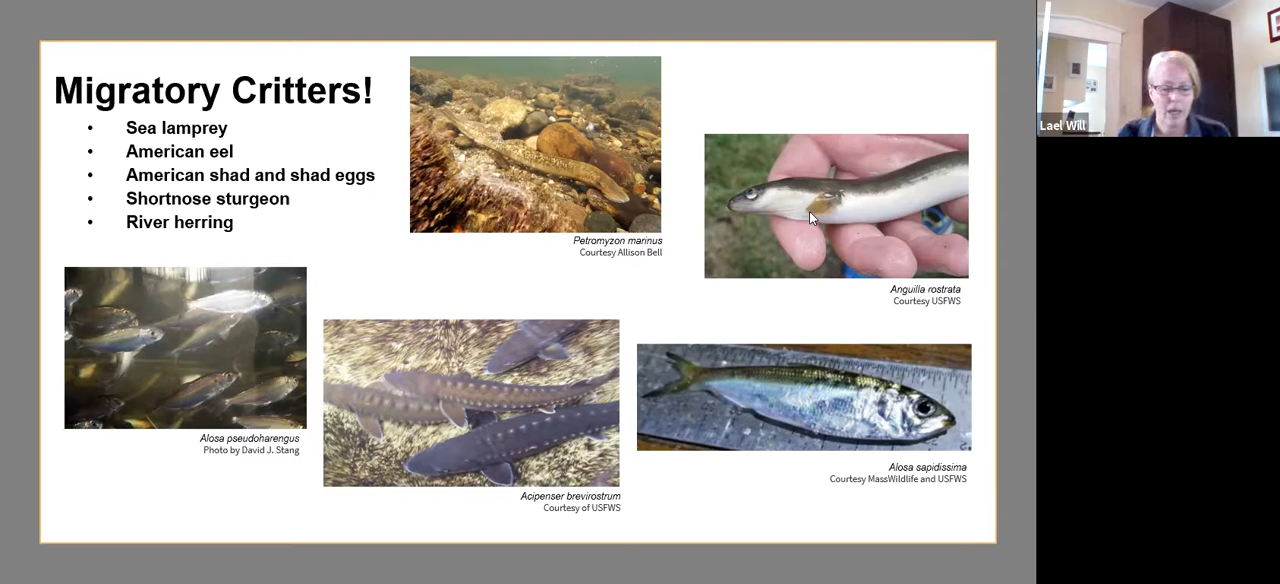 Migratory Critters!
• Sea lamprey
• American eel
• American shad and shad eggs
• Shortnose sturgeon
• River herring
Petromyzon marinus
Courtesy Allison Bell
Anguilla rostrata
Courtesy USFWS
Alosa pseudoharengus
Photo by David J. Stang
Acipenser brevirostrum
Courtesy of USFWS
Alosa sapidissima
Courtesy MassWildlife and USFWS
Lael Will